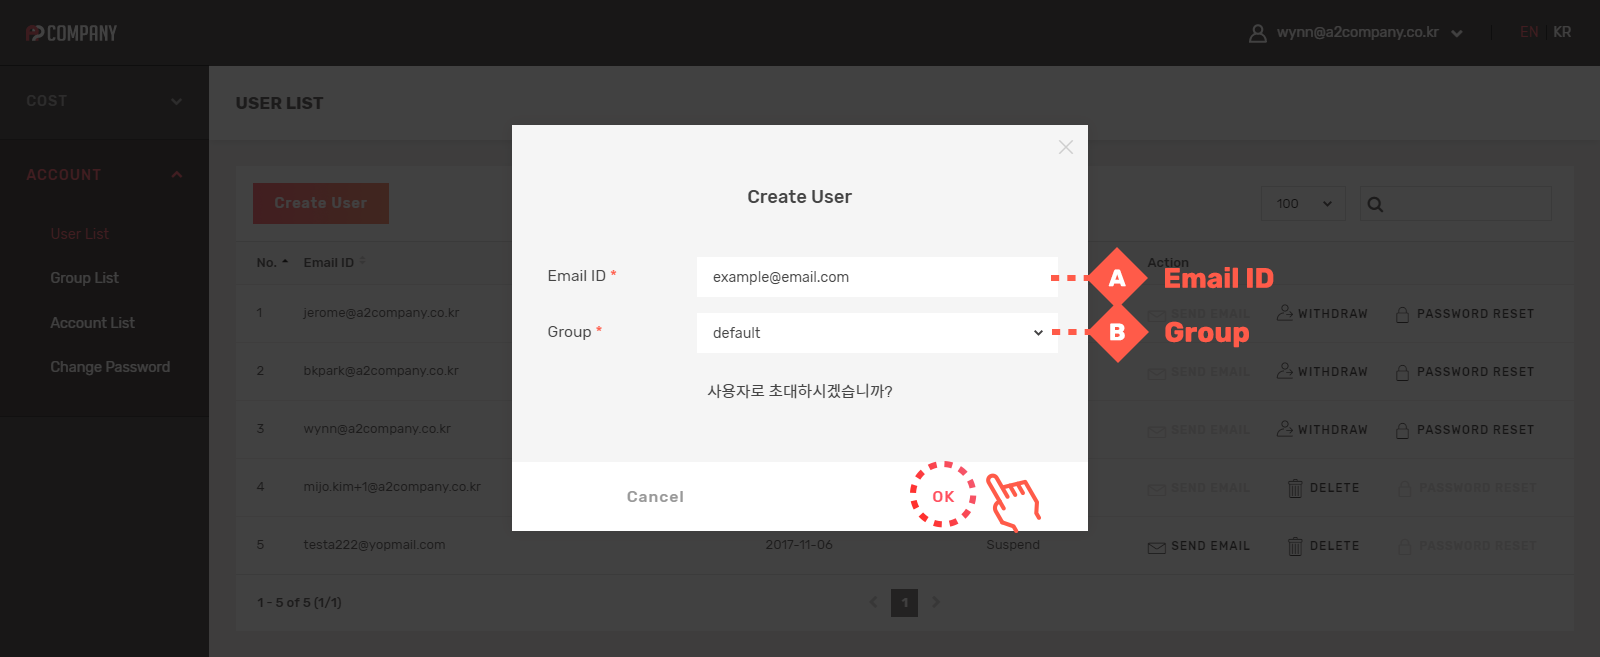 A2COMPANY
wynn@a2company.co.kr
EN KR
COST
ACCOUNT
User List
Group List
Account List
Change Password
USER LIST
Create User
100
No. Email ID Action
1 jerome@a2company.co.kr SEND EMAIL WITHDRAW PASSWORD RESET
2 bkpark@a2company.co.kr SEND EMAIL WITHDRAW PASSWORD RESET
3 wynn@a2company.co.kr SEND EMAIL WITHDRAW PASSWORD RESET
4 mijo.kim+1@a2company.co.kr SEND EMAIL DELETE PASSWORD RESET
5 testa222@yopmail.com 2017-11-06 Suspend SEND EMAIL DELETE PASSWORD RESET
1 - 5 of 5 (1/1)
1
Create User
Email ID * example@email.com
A Email ID
Group * default
B Group
사용자로 초대하시겠습니까?
Cancel OK